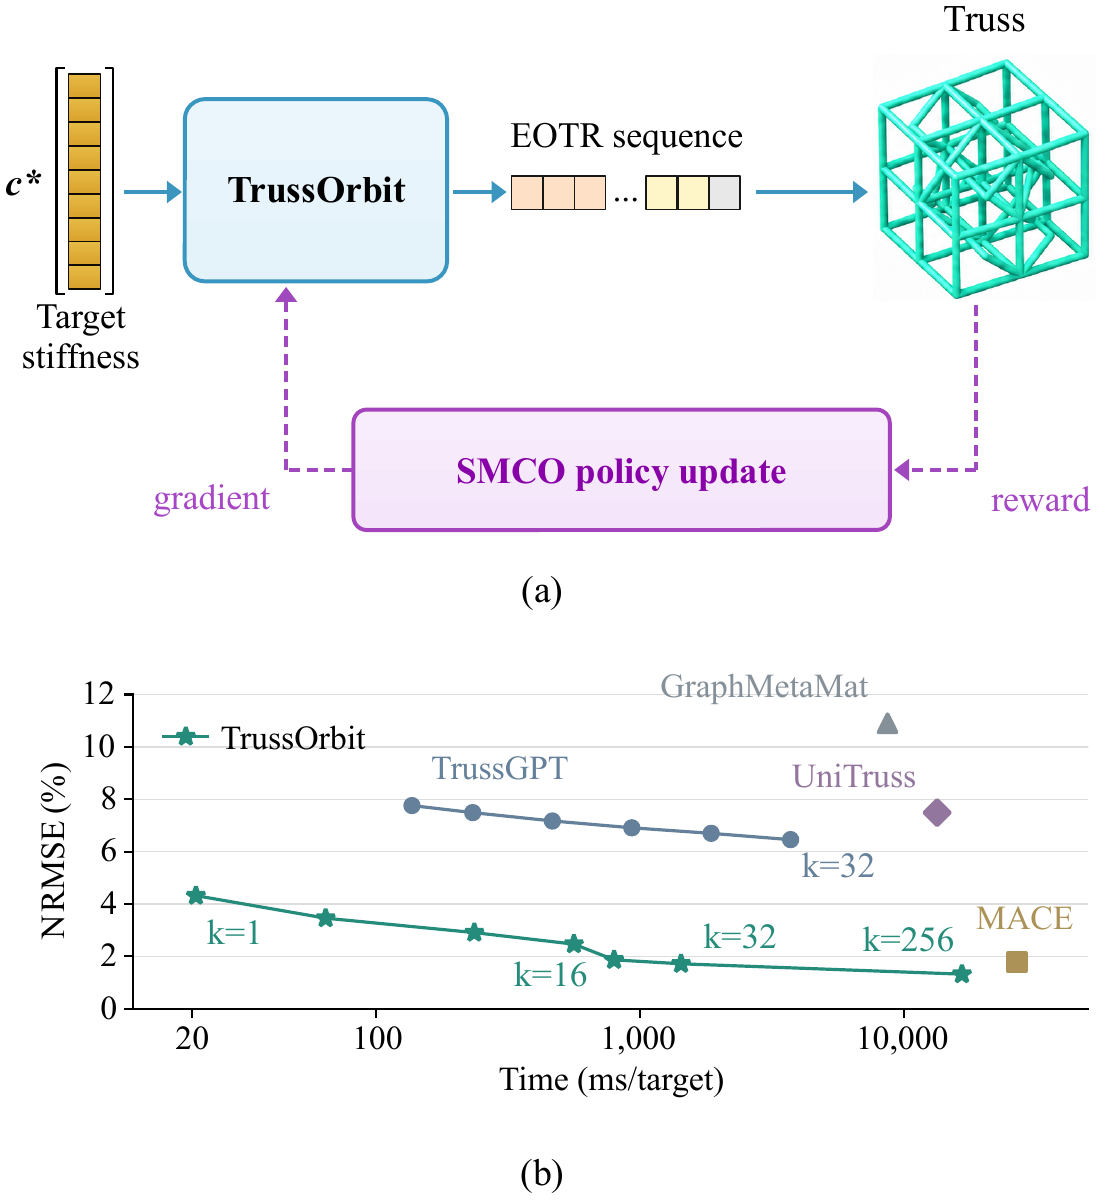 Truss
c*
TrussOrbit
EOTR sequence
...
Target
stiffness
SMCO policy update
gradient
reward
(a)
NRMSE (%)
12
10
8
6
4
2
0
TrussOrbit
GraphMetaMat
TrussGPT
UniTruss
k=32
MACE
k=1
k=16
k=32
k=256
20
100
1,000
10,000
Time (ms/target)
(b)